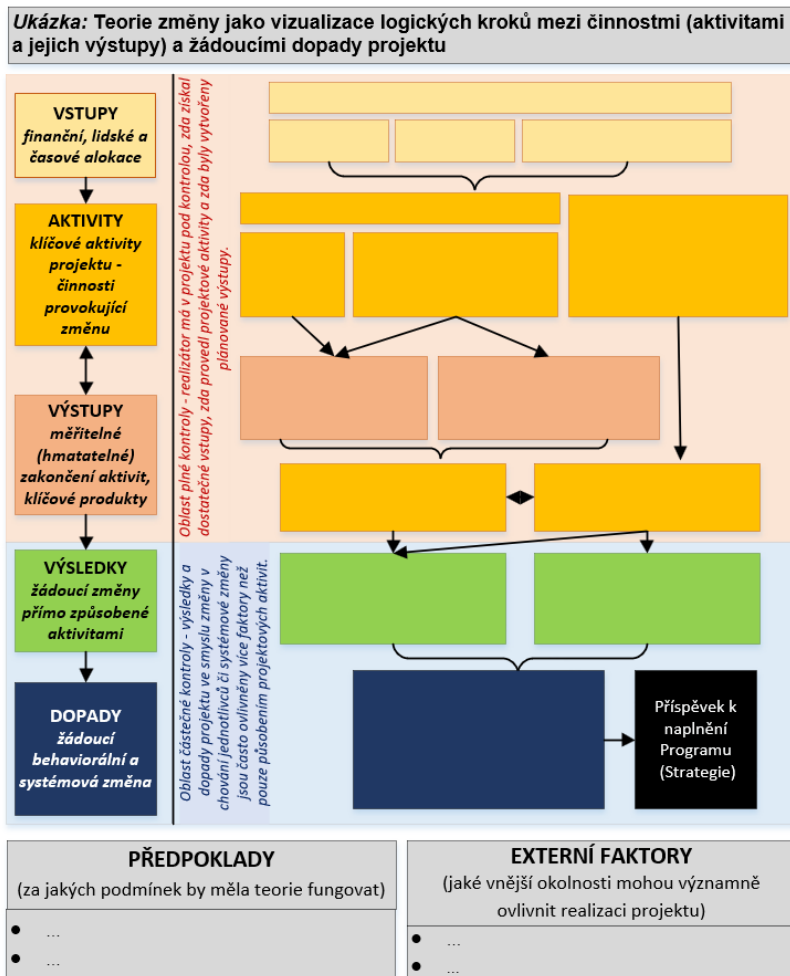 Ukázka: Teorie změny jako vizualizace logických kroků mezi činnostmi (aktivitami
a jejich výstupy) a žádoucími dopady projektu
VSTUPY
finanční, lidské a
časové alokace
AKTIVITY
klíčové aktivity
projektu -
činnosti
provokující
změnu
VÝSTUPY
měřitelné
(hmatatelné)
zakončení aktivit,
klíčové produkty
VÝSLEDKY
žádoucí změny
přímo způsobené
aktivitami
DOPADY
žádoucí
behaviorální a
systémová změna
Oblast plné kontroly - realizátor má v projektu pod kontrolou, zda získal
dostatečné vstupy, zda provedl projektové aktivity a zda byly vytvořeny
plánované výstupy.
Oblast částečné kontroly - výsledky a
dopady projektu ve smyslu změny v
chování jednotlivců či systémové změny
jsou často ovlivněny více faktory než
pouze působením projektových aktivit.
Příspěvek k
naplnění
Programu
(Strategie)
PŘEDPOKLADY
(za jakých podmínek by měla teorie fungovat)
● ...
● ...
EXTERNÍ FAKTORY
(jaké vnější okolnosti mohou významně
ovlivnit realizaci projektu)
● ...
● ...